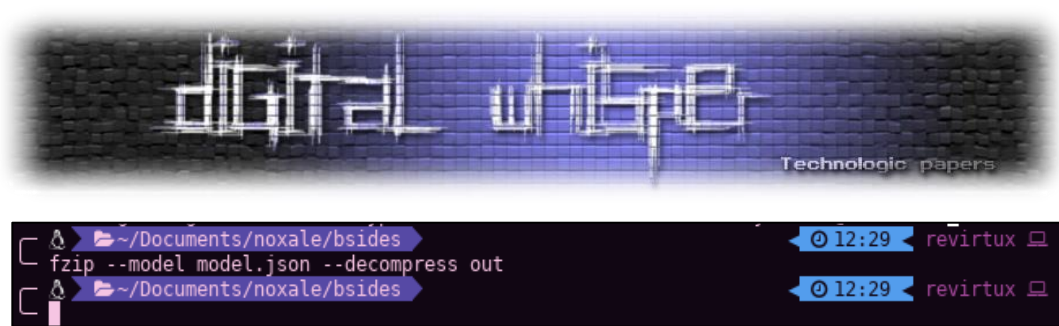 digital whisper
Technologic papers
~/Documents/noxale/bsides 12:29 revirtux
fzip --model model.json --decompress out
~/Documents/noxale/bsides 12:29 revirtux